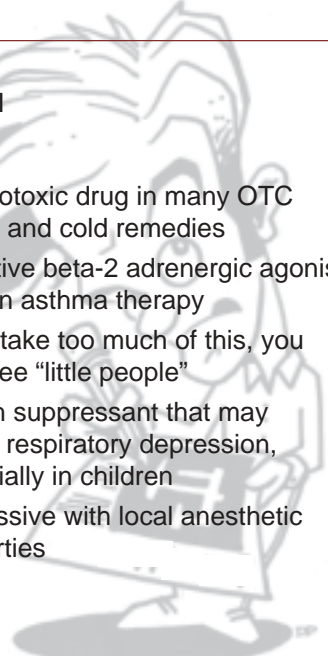 otoxic drug in many OTC
and cold remedies
tive beta-2 adrenergic agonis
n asthma therapy
take too much of this, you
ee “little people”
n suppressant that may
respiratory depression,
ially in children
ssive with local anesthetic
rties